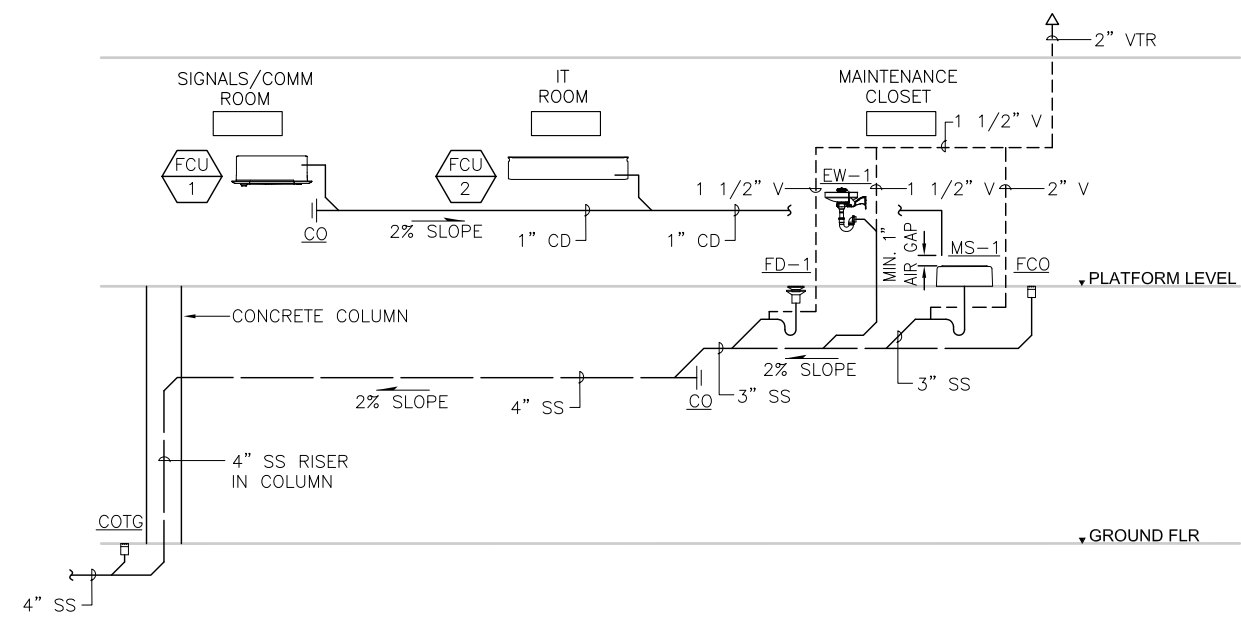 2” VTR
SIGNALS/COMM
ROOM
IT
ROOM
MAINTENANCE
CLOSET
1 1/2” V
FCU
1
FCU
2
EW-1
1 1/2” V
1 1/2” V
2” V
CO
2% SLOPE
1” CD
1” CD
MIN. 1”
AIR GAP
MS-1
FD-1
FCO
PLATFORM LEVEL
CONCRETE COLUMN
2% SLOPE
2% SLOPE
4” SS
CO
3” SS
3” SS
4” SS RISER
IN COLUMN
COTG
GROUND FLR
4” SS